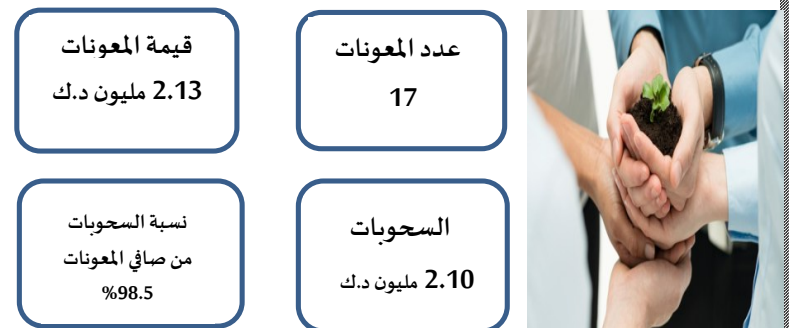 عدد المعونات
17
قيمة المعونات
2.13 مليون د.ك
السحوبات
2.10 مليون د.ك
نسبة السحوبات
من صافي المعونات
%98.5